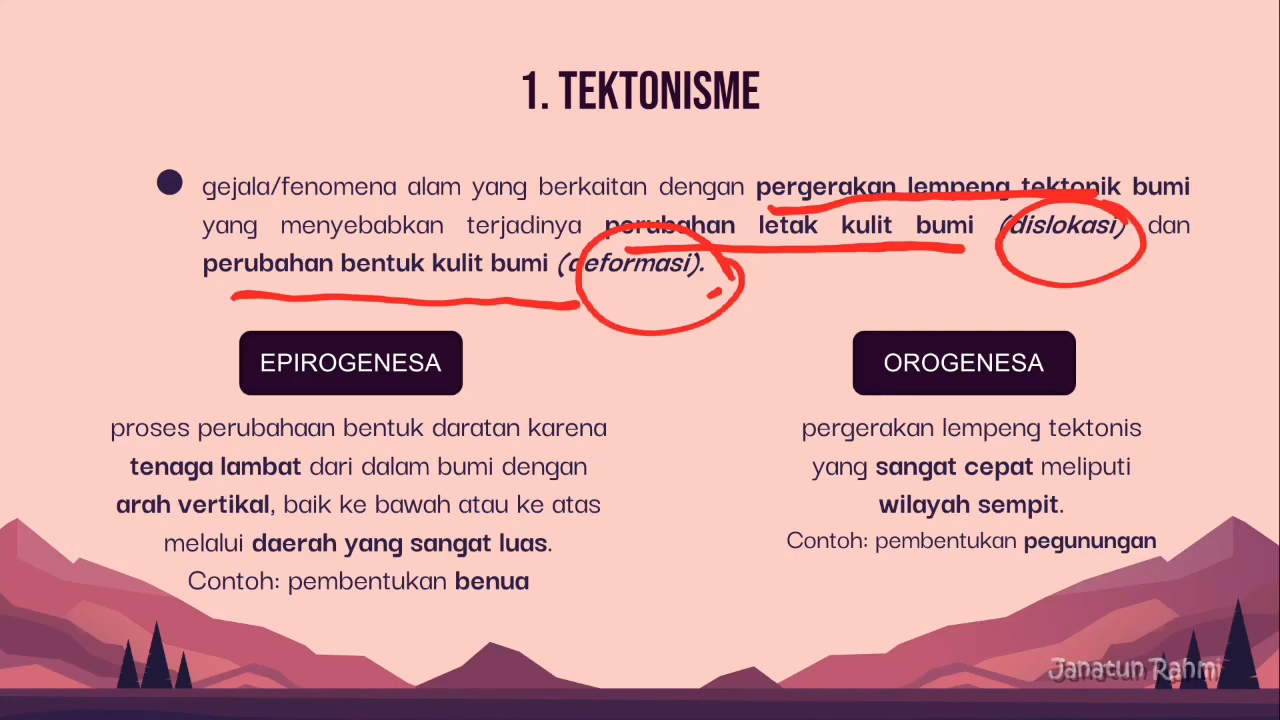 1. TEKTONISME
gejala/fenomena alam yang berkaitan dengan pergerakan lempeng tektonik bumi
yang menyebabkan terjadinya perubahan letak kulit bumi (dislokasi) dan
perubahan bentuk kulit bumi (deformasi).
EPIROGENESA
proses perubahaan bentuk daratan karena
tenaga lambat dari dalam bumi dengan
arah vertikal, baik ke bawah atau ke atas
melalui daerah yang sangat luas.
Contoh: pembentukan benua
OROGENESA
pergerakan lempeng tektonis
yang sangat cepat meliputi
wilayah sempit.
Contoh: pembentukan pegunungan
Janatun Rahmi